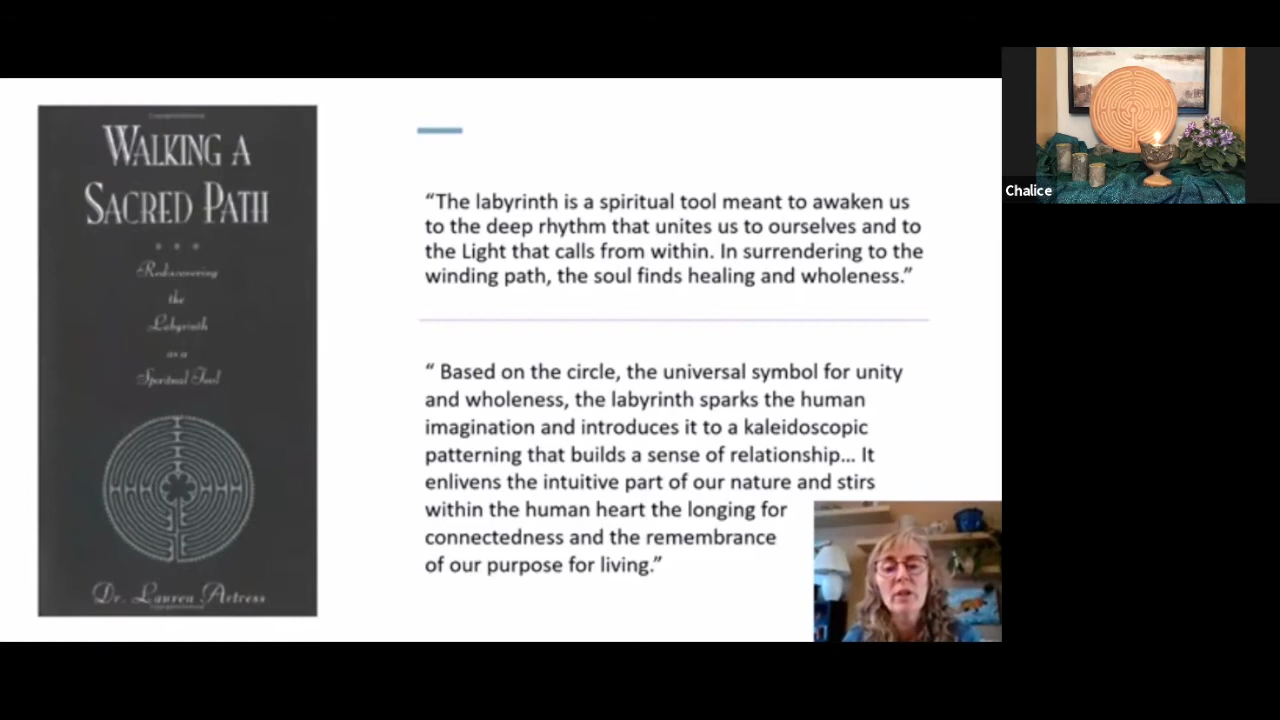 WALKING A
SACRED PATH
Rediscovering
the
Labyrinth
as a
Spiritual Tool
Dr. Lauren Artress
“The labyrinth is a spiritual tool meant to awaken us
to the deep rhythm that unites us to ourselves and to
the Light that calls from within. In surrendering to the
winding path, the soul finds healing and wholeness.”
“ Based on the circle, the universal symbol for unity
and wholeness, the labyrinth sparks the human
imagination and introduces it to a kaleidoscopic
patterning that builds a sense of relationship... It
enlivens the intuitive part of our nature and stirs
within the human heart the longing for
connectedness and the remembrance
of our purpose for living.”
Chalice